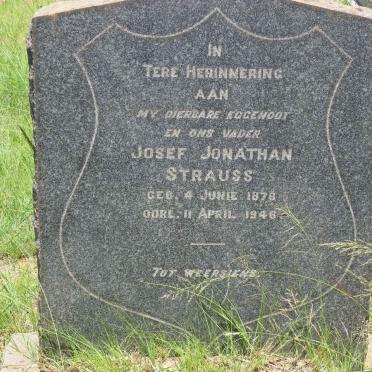 IN
TERE HERINNERING
AAN
MY DIERBARE EGGENOOT
EN ONS VADER
JOSEF JONATHAN
STRAUSS
GEB. 4 JUNIE 1878
OORL. 11 APRIL 1946
TOT WEERSIENS.